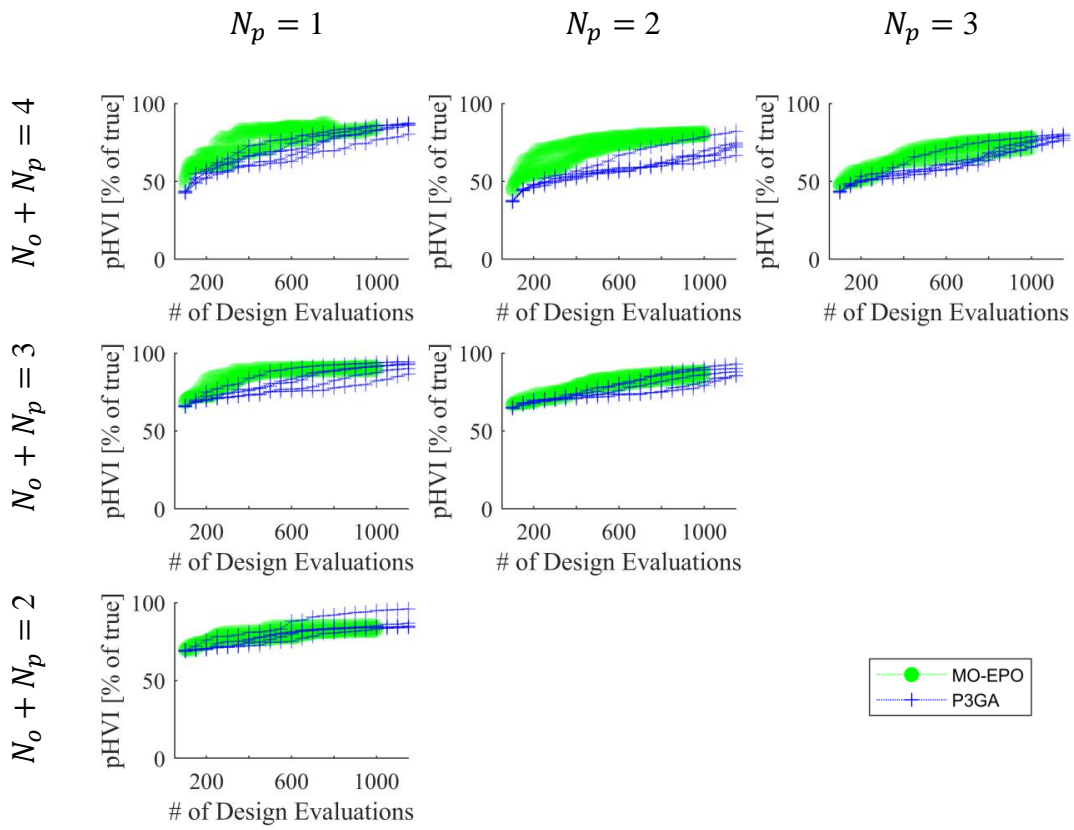 N_p = 1
N_p = 2
N_p = 3
N_o + N_p = 4
pHVI [% of true]
100
50
0
200
600
1000
# of Design Evaluations
pHVI [% of true]
100
50
0
200
600
1000
# of Design Evaluations
pHVI [% of true]
100
50
0
200
600
1000
# of Design Evaluations
N_o + N_p = 3
pHVI [% of true]
100
50
0
200
600
1000
# of Design Evaluations
pHVI [% of true]
100
50
0
200
600
1000
# of Design Evaluations
N_o + N_p = 2
pHVI [% of true]
100
50
0
200
600
1000
# of Design Evaluations
MO-EPO
P3GA